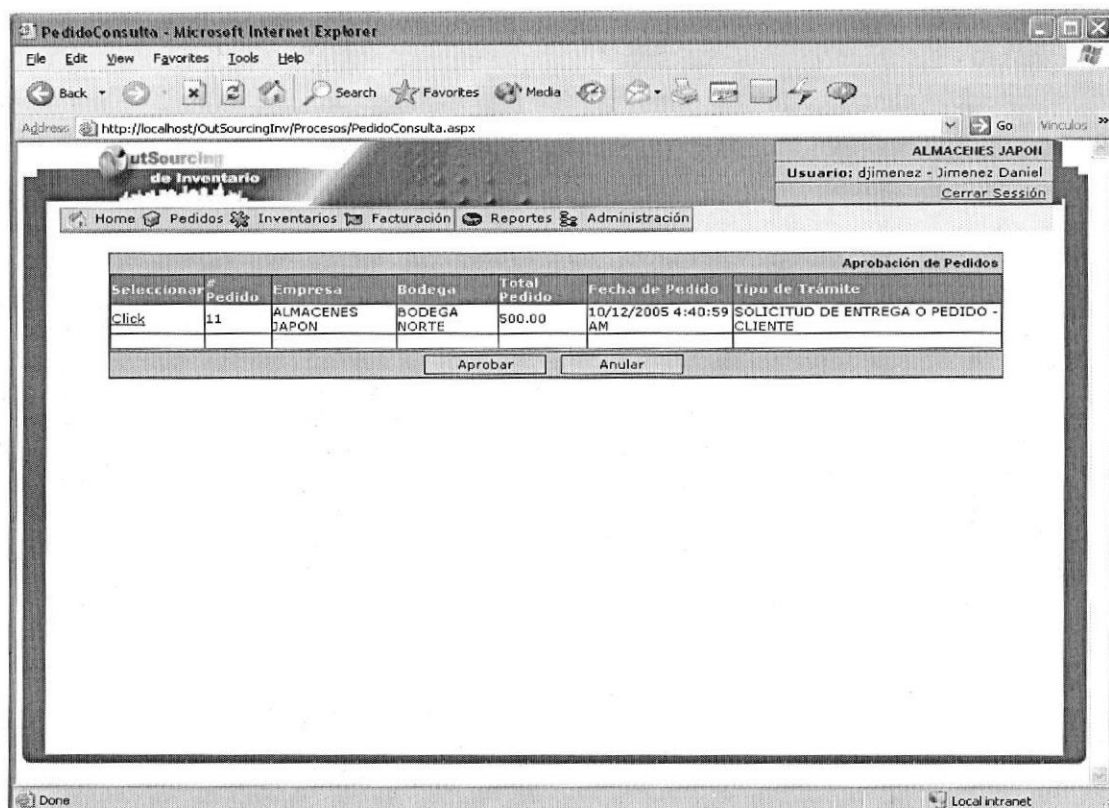 PedidoConsulta - Microsoft Internet Explorer
File Edit View Favorites Tools Help
Back Search Favorites Media
Address http://localhost/OutSourcingInv/Procesos/PedidoConsulta.aspx Go Vinculos »
OutSourcing
de Inventario
ALMACENES JAPON
Usuario: djimenez - Jimenez Daniel
Cerrar Sessión
Home Pedidos Inventarios Facturación Reportes Administración
Aprobación de Pedidos
Seleccionar # Pedido Empresa Bodega Total Pedido Fecha de Pedido Tipo de Trámite
Click 11 ALMACENES JAPON BODEGA NORTE 500.00 10/12/2005 4:40:59 AM SOLICITUD DE ENTREGA O PEDIDO - CLIENTE
Aprobar Anular
Done Local intranet